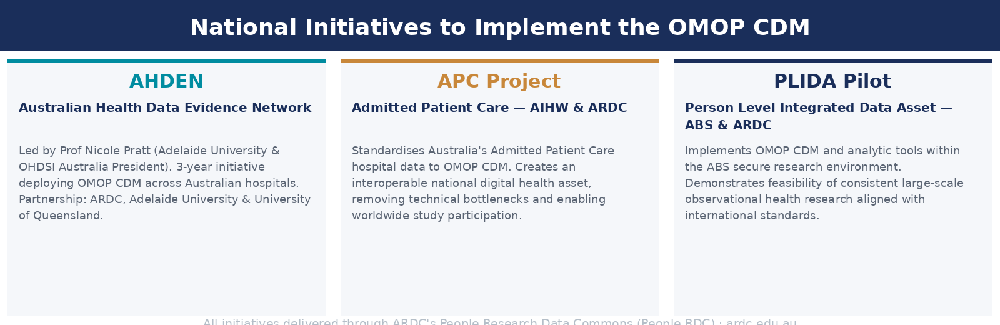 National Initiatives to Implement the OMOP CDM
AHDEN
Australian Health Data Evidence Network
Led by Prof Nicole Pratt (Adelaide University &
OHDSI Australia President). 3-year initiative
deploying OMOP CDM across Australian hospitals.
Partnership: ARDC, Adelaide University & University
of Queensland.
APC Project
Admitted Patient Care — AIHW & ARDC
Standardises Australia's Admitted Patient Care
hospital data to OMOP CDM. Creates an
interoperable national digital health asset,
removing technical bottlenecks and enabling
worldwide study participation.
PLIDA Pilot
Person Level Integrated Data Asset —
ABS & ARDC
Implements OMOP CDM and analytic tools within
the ABS secure research environment.
Demonstrates feasibility of consistent large-scale
observational health research aligned with
international standards.
All initiatives delivered through ARDC's People Research Data Commons (People RDC) · ardc.edu.au